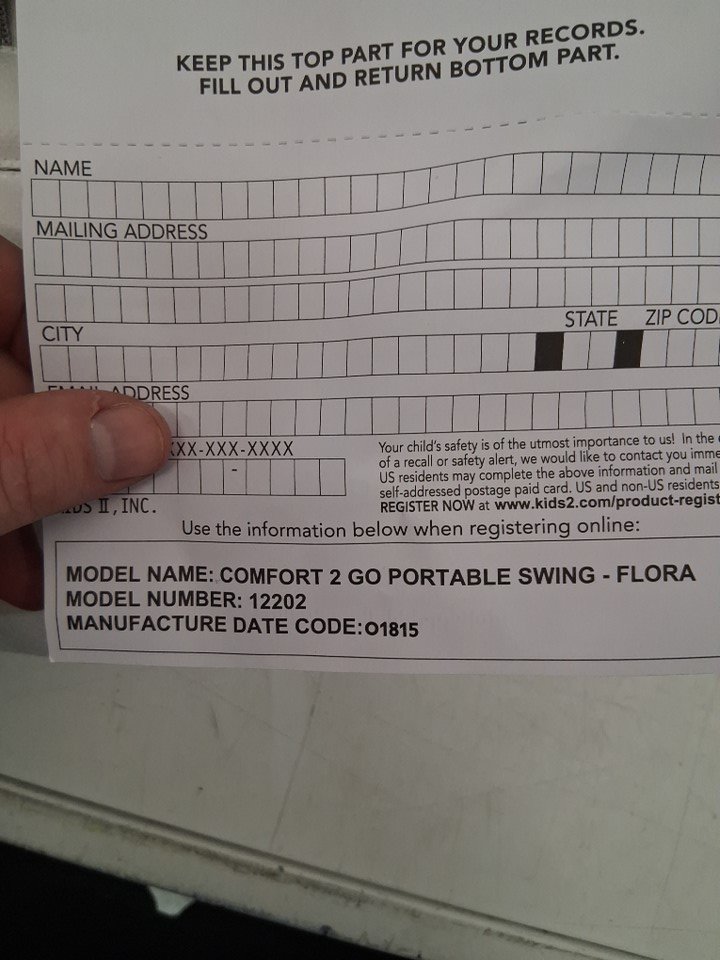 KEEP THIS TOP PART FOR YOUR RECORDS.
FILL OUT AND RETURN BOTTOM PART.
NAME
MAILING ADDRESS
STATE ZIP COD
CITY
EMAIL ADDRESS
XX-XXX-XXXX
-
Your child's safety is of the utmost importance to us! In the
of a recall or safety alert, we would like to contact you imme
US residents may complete the above information and mail
self-addressed postage paid card. US and non-US residents
REGISTER NOW at www.kids2.com/product-regist
IDS II, INC.
Use the information below when registering online:
MODEL NAME: COMFORT 2 GO PORTABLE SWING - FLORA
MODEL NUMBER: 12202
MANUFACTURE DATE CODE:O1815